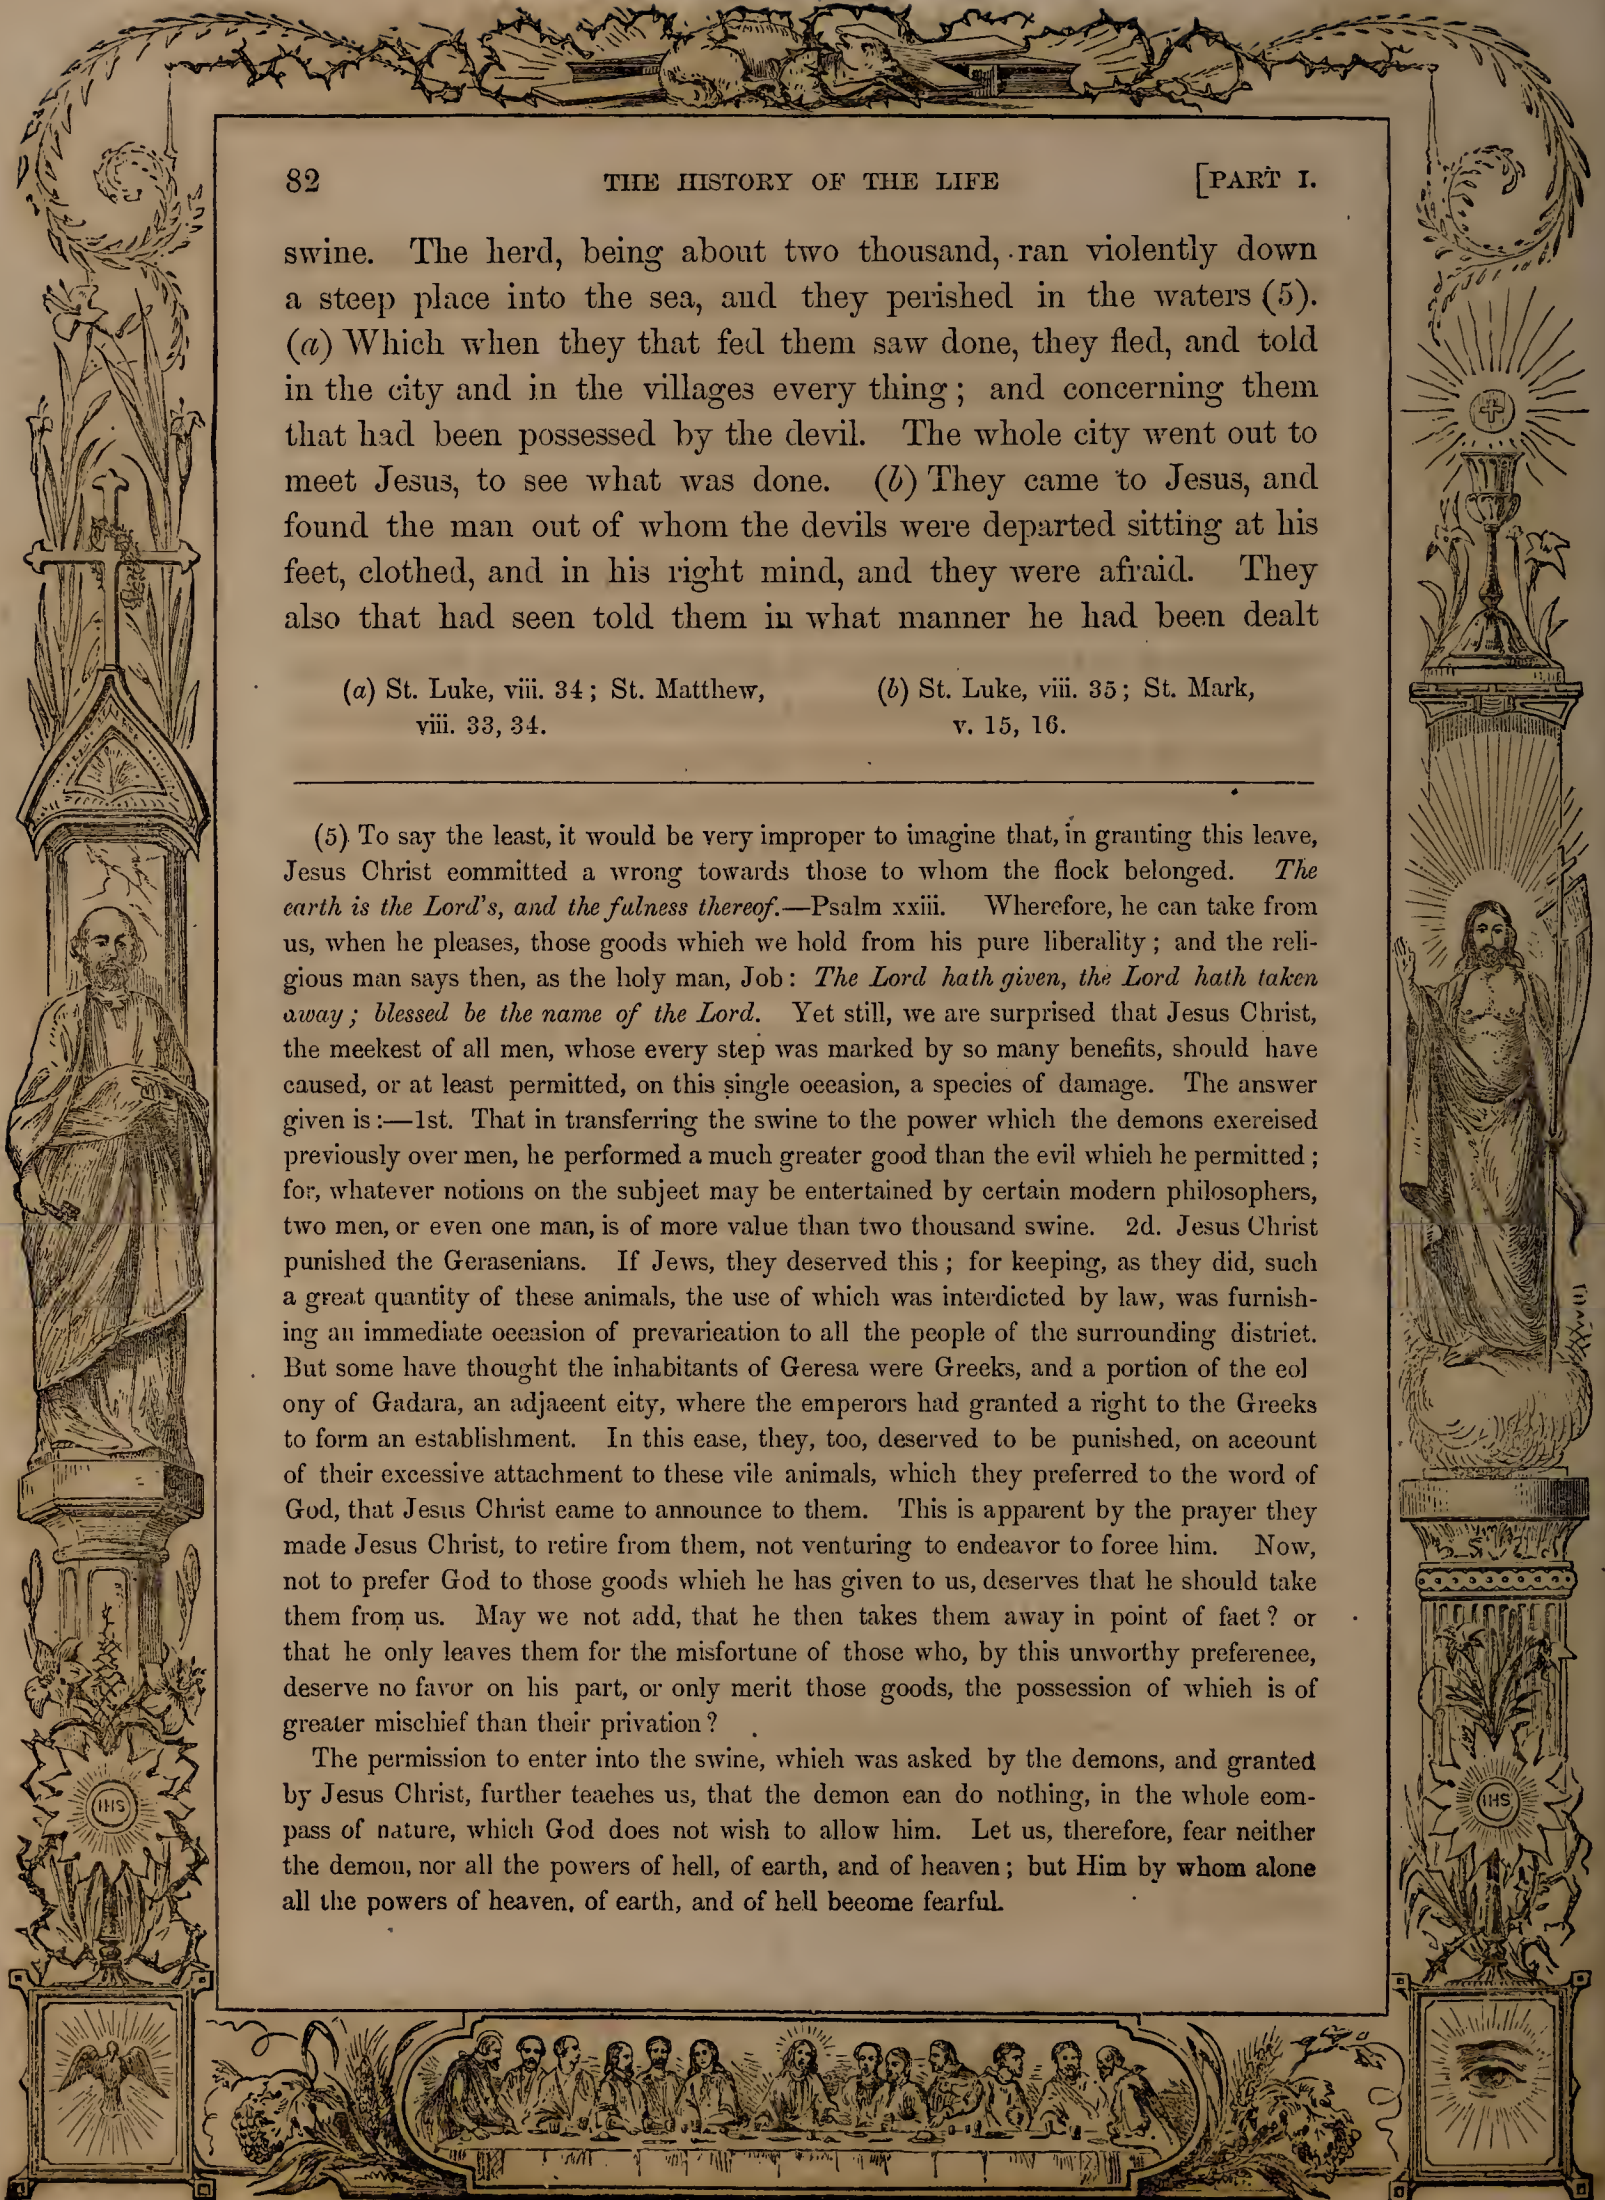 82 THE HISTORY OF THE LIFE [PART I.
swine. The herd, being about two thousand, ran violently down
a steep place into the sea, and they perished in the waters (5).
(a) Which when they that fed them saw done, they fled, and told
in the city and in the villages every thing; and concerning them
that had been possessed by the devil. The whole city went out to
meet Jesus, to see what was done. (b) They came to Jesus, and
found the man out of whom the devils were departed sitting at his
feet, clothed, and in his right mind, and they were afraid. They
also that had seen told them in what manner he had been dealt
(a) St. Luke, viii. 34; St. Matthew,
viii. 33, 34.
(b) St. Luke, viii. 35; St. Mark,
v. 15, 16.
(5) To say the least, it would be very improper to imagine that, in granting this leave,
Jesus Christ committed a wrong towards those to whom the flock belonged. The
earth is the Lord's, and the fulness thereof.—Psalm xxiii. Wherefore, he can take from
us, when he pleases, those goods which we hold from his pure liberality; and the reli-
gious man says then, as the holy man, Job: The Lord hath given, the Lord hath taken
away; blessed be the name of the Lord. Yet still, we are surprised that Jesus Christ,
the meekest of all men, whose every step was marked by so many benefits, should have
caused, or at least permitted, on this single occasion, a species of damage. The answer
given is:—1st. That in transferring the swine to the power which the demons exercised
previously over men, he performed a much greater good than the evil which he permitted;
for, whatever notions on the subject may be entertained by certain modern philosophers,
two men, or even one man, is of more value than two thousand swine. 2d. Jesus Christ
punished the Gerasenians. If Jews, they deserved this; for keeping, as they did, such
a great quantity of these animals, the use of which was interdicted by law, was furnish-
ing an immediate occasion of prevarication to all the people of the surrounding district.
But some have thought the inhabitants of Geresa were Greeks, and a portion of the col
ony of Gadara, an adjacent city, where the emperors had granted a right to the Greeks
to form an establishment. In this case, they, too, deserved to be punished, on account
of their excessive attachment to these vile animals, which they preferred to the word of
God, that Jesus Christ came to announce to them. This is apparent by the prayer they
made Jesus Christ, to retire from them, not venturing to endeavor to force him. Now,
not to prefer God to those goods which he has given to us, deserves that he should take
them from us. May we not add, that he then takes them away in point of fact? or
that he only leaves them for the misfortune of those who, by this unworthy preference,
deserve no favor on his part, or only merit those goods, the possession of which is of
greater mischief than their privation?
The permission to enter into the swine, which was asked by the demons, and granted
by Jesus Christ, further teaches us, that the demon can do nothing, in the whole com-
pass of nature, which God does not wish to allow him. Let us, therefore, fear neither
the demon, nor all the powers of hell, of earth, and of heaven; but Him by whom alone
all the powers of heaven, of earth, and of hell become fearful.
IHS
IHS